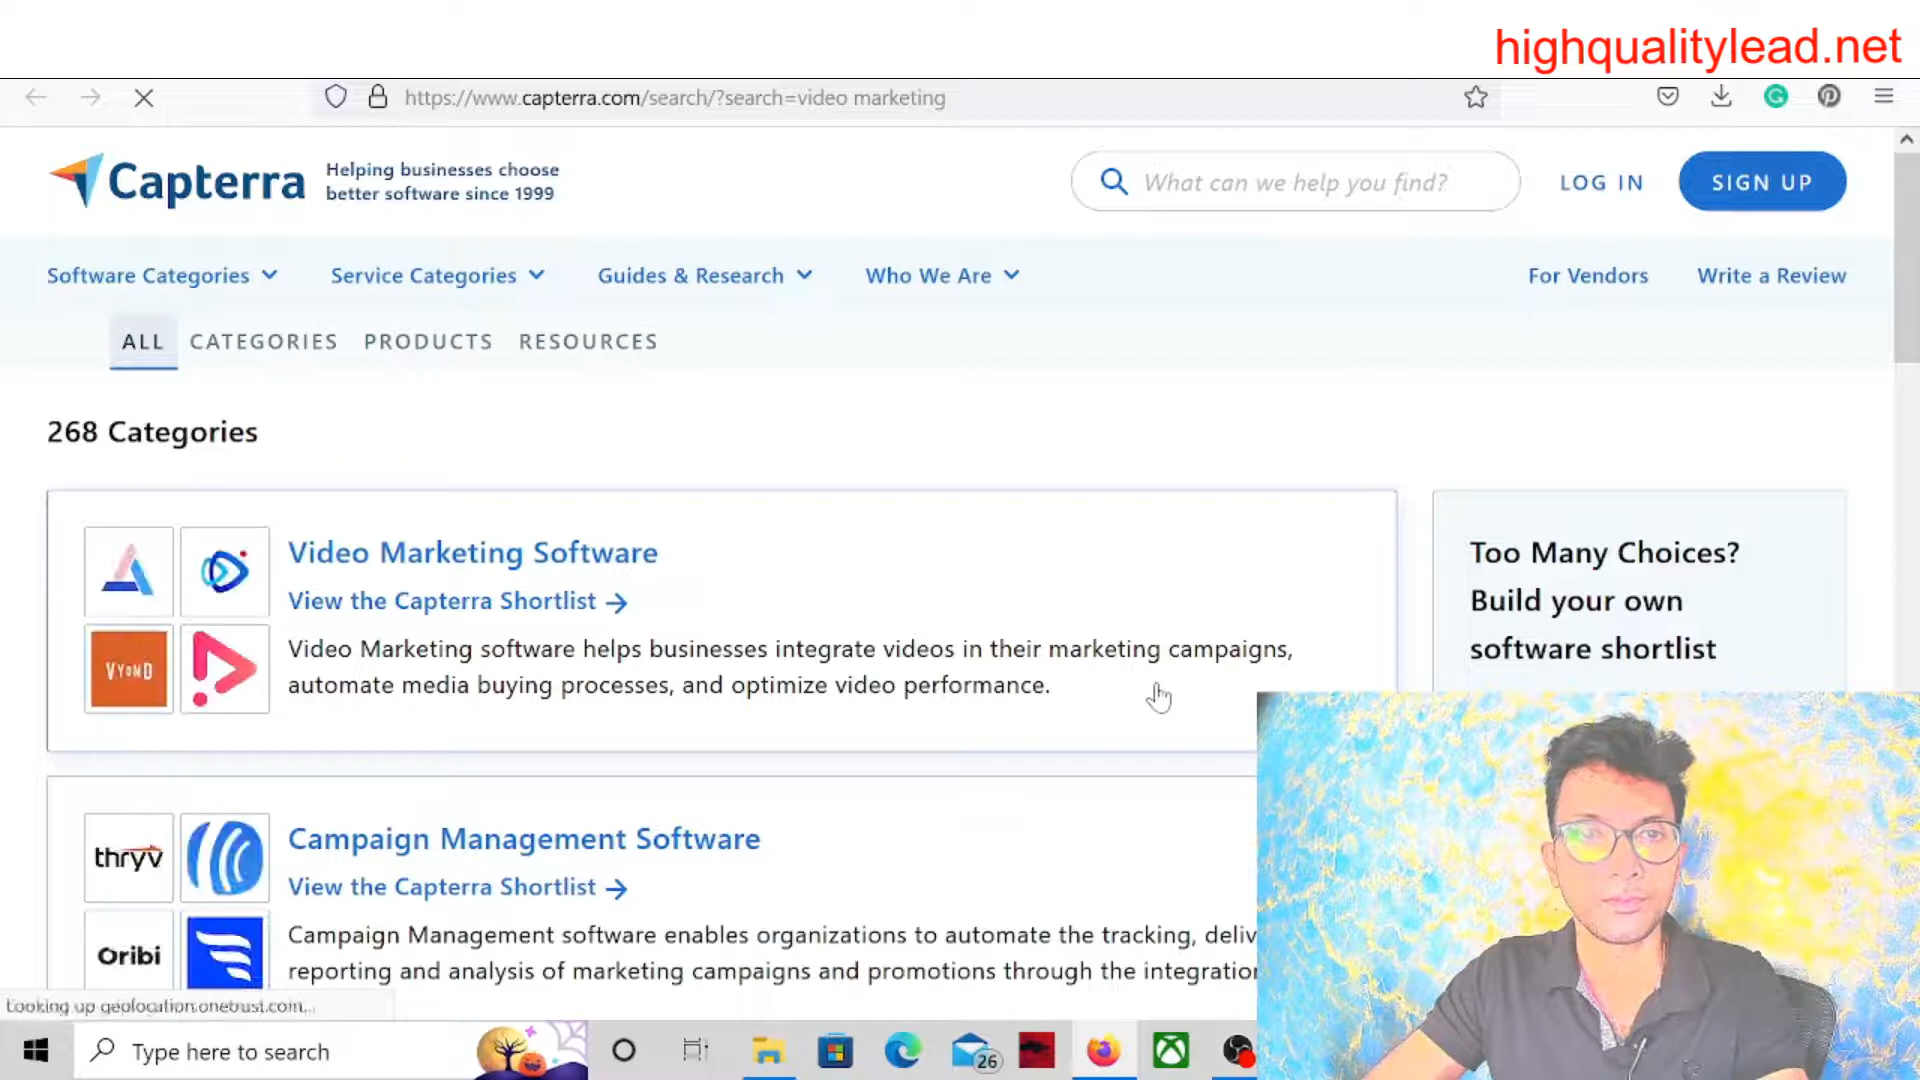 highqualitylead.net
https://www.capterra.com/search/?search=video marketing
Capterra
Helping businesses choose
better software since 1999
What can we help you find?
LOG IN
SIGN UP
Software Categories
Service Categories
Guides & Research
Who We Are
For Vendors
Write a Review
ALL
CATEGORIES
PRODUCTS
RESOURCES
268 Categories
Video Marketing Software
View the Capterra Shortlist →
VYOND
Video Marketing software helps businesses integrate videos in their marketing campaigns,
automate media buying processes, and optimize video performance.
Too Many Choices?
Build your own
software shortlist
thryv
Campaign Management Software
View the Capterra Shortlist →
Oribi
Campaign Management software enables organizations to automate the tracking, deliv
reporting and analysis of marketing campaigns and promotions through the integration
Looking up geolocation.onetrust.com...
Type here to search
26